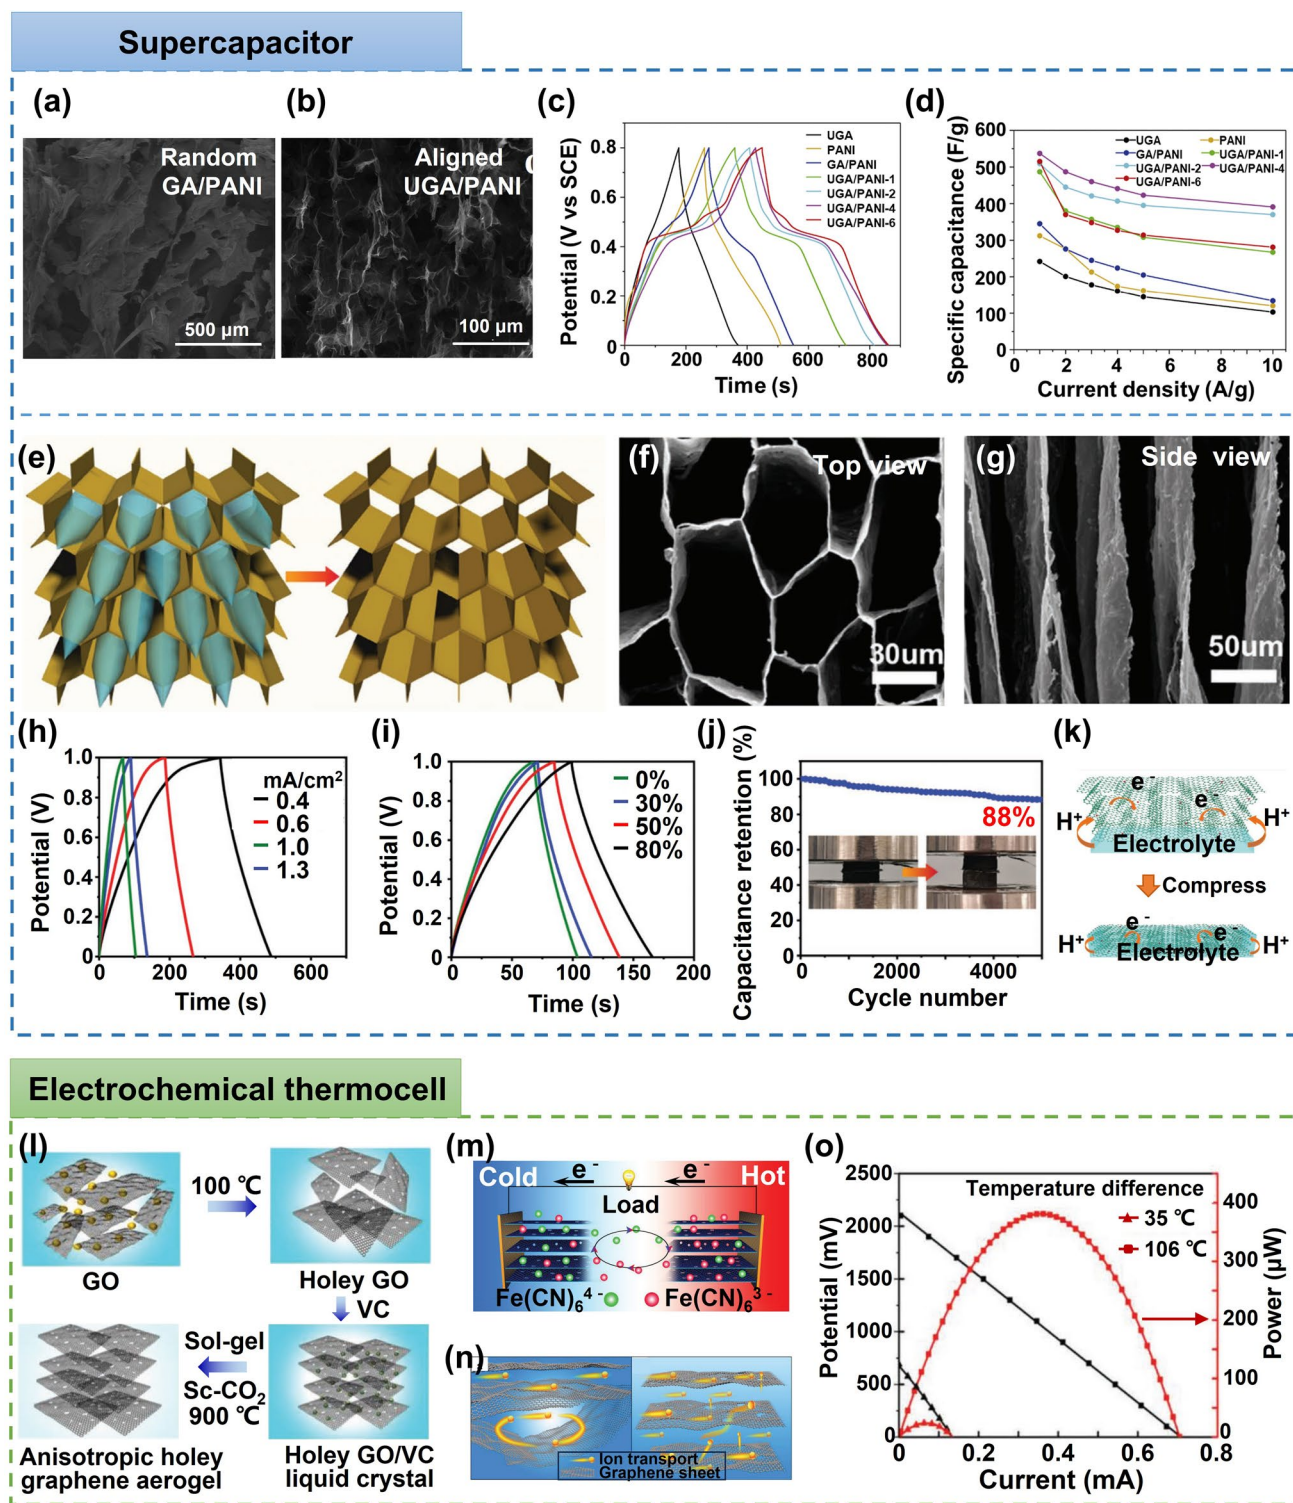 Supercapacitor
(a)
Random
GA/PANI
500 µm
(b)
Aligned
UGA/PANI
100 µm
(c)
Potential (V vs SCE)
0.8
0.6
0.4
0.2
0
0 200 400 600 800
Time (s)
UGA
PANI
GA/PANI
UGA/PANI-1
UGA/PANI-2
UGA/PANI-4
UGA/PANI-6
(d)
Specific capacitance (F/g)
600
500
400
300
200
100
0
0 2 4 6 8 10
Current density (A/g)
UGA PANI
GA/PANI UGA/PANI-1
UGA/PANI-2 UGA/PANI-4
UGA/PANI-6
(e)
(f)
Top view
30um
(g)
Side view
50um
(h)
Potential (V)
1.0
0.8
0.6
0.4
0.2
0
0 200 400 600
Time (s)
mA/cm²
0.4
0.6
1.0
1.3
(i)
Potential (V)
1.0
0.8
0.6
0.4
0.2
0
0 50 100 150 200
Time (s)
0%
30%
50%
80%
(j)
Capacitance retention (%)
100
80
60
40
20
0
0 2000 4000
Cycle number
88%
(k)
e⁻
e⁻
H⁺ H⁺
Electrolyte
Compress
e⁻
e⁻
H⁺ H⁺
Electrolyte
Electrochemical thermocell
(l)
GO
100 ℃
Holey GO
VC
Holey GO/VC
liquid crystal
Sol-gel
Sc-CO₂
900 ℃
Anisotropic holey
graphene aerogel
(m)
Cold e⁻ e⁻ Hot
Load
Fe(CN)₆⁴⁻ Fe(CN)₆³⁻
(n)
Ion transport
Graphene sheet
(o)
Potential (mV)
2500
2000
1500
1000
500
0
0 0.2 0.4 0.6 0.8
Current (mA)
Temperature difference
35 ℃
106 ℃
400
300
200
100
0
Power (µW)